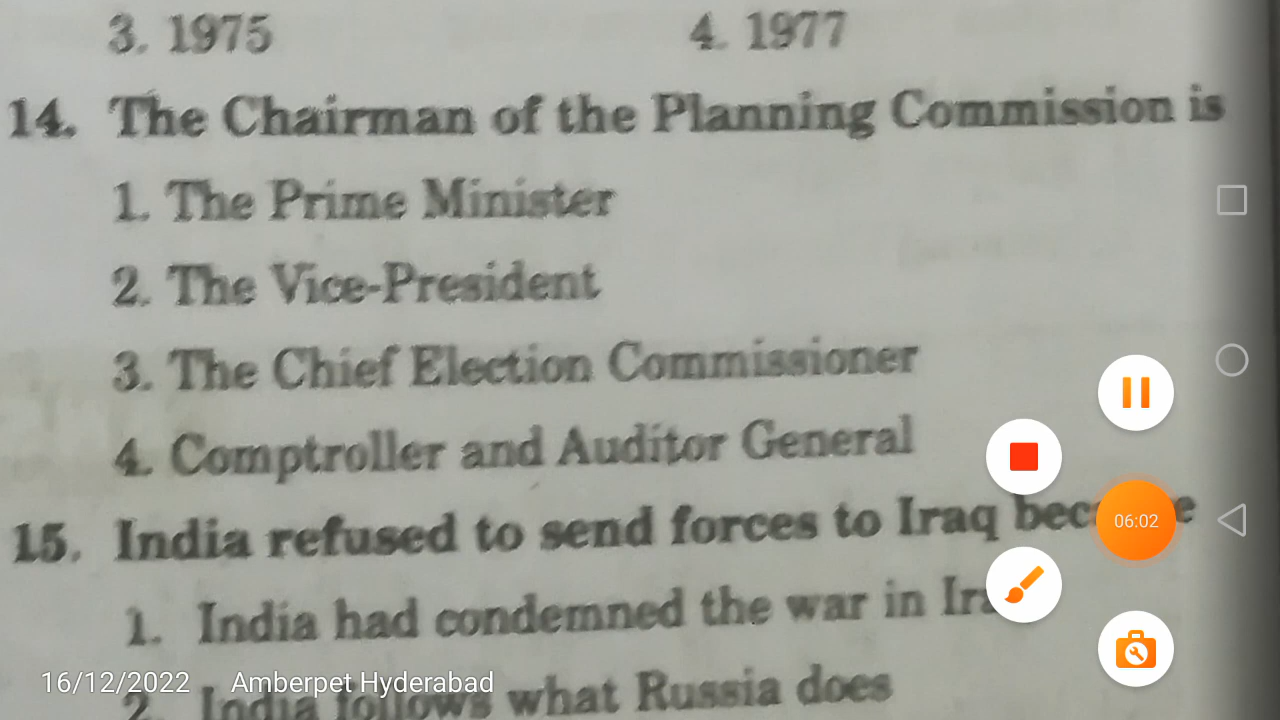 3. 1975 4. 1977
14. The Chairman of the Planning Commission is
1. The Prime Minister
2. The Vice-President
3. The Chief Election Commissioner
4. Comptroller and Auditor General
15. India refused to send forces to Iraq
06:02
1. India had condemned the war in
2. India follows what Russia does
16/12/2022 Amberpet Hyderabad